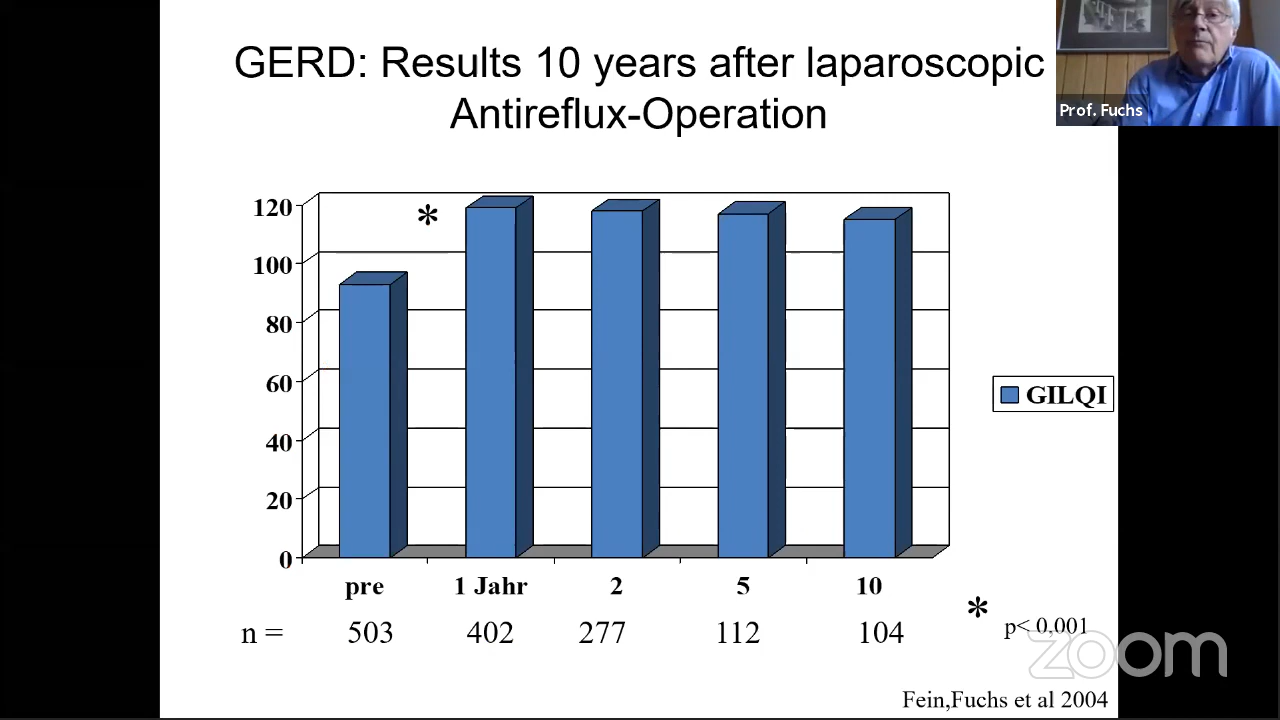 GERD: Results 10 years after laparoscopic
Antireflux-Operation
Prof. Fuchs
120
100
80
60
40
20
0
*
GILQI
pre 1 Jahr 2 5 10
n = 503 402 277 112 104
* p< 0,001
zoom
Fein,Fuchs et al 2004